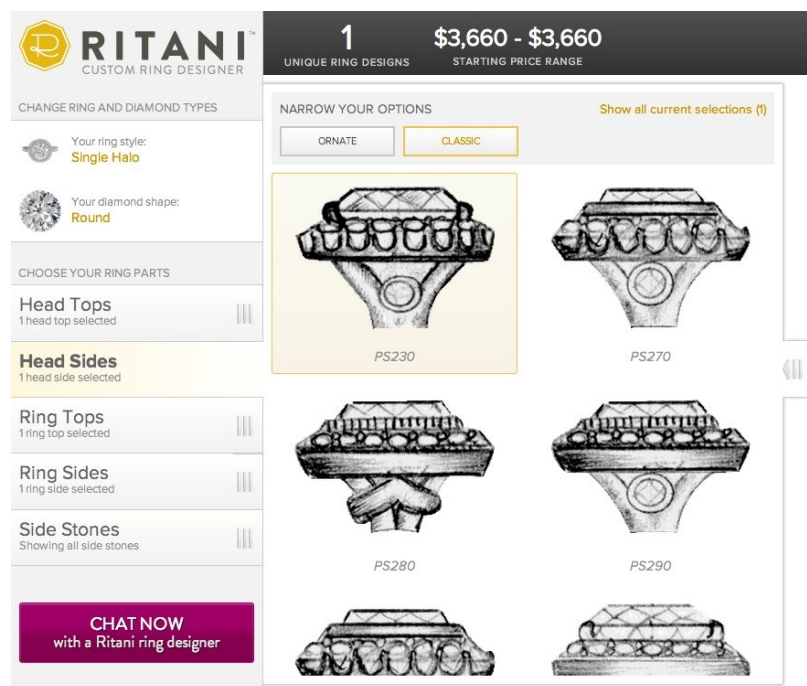 RITANI™
CUSTOM RING DESIGNER
1
UNIQUE RING DESIGNS
$3,660 - $3,660
STARTING PRICE RANGE
CHANGE RING AND DIAMOND TYPES
Your ring style:
Single Halo
Your diamond shape:
Round
CHOOSE YOUR RING PARTS
Head Tops
1 head top selected
Head Sides
1 head side selected
Ring Tops
1 ring top selected
Ring Sides
1 ring side selected
Side Stones
Showing all side stones
CHAT NOW
with a Ritani ring designer
NARROW YOUR OPTIONS
Show all current selections (1)
ORNATE
CLASSIC
PS230
PS270
PS280
PS290